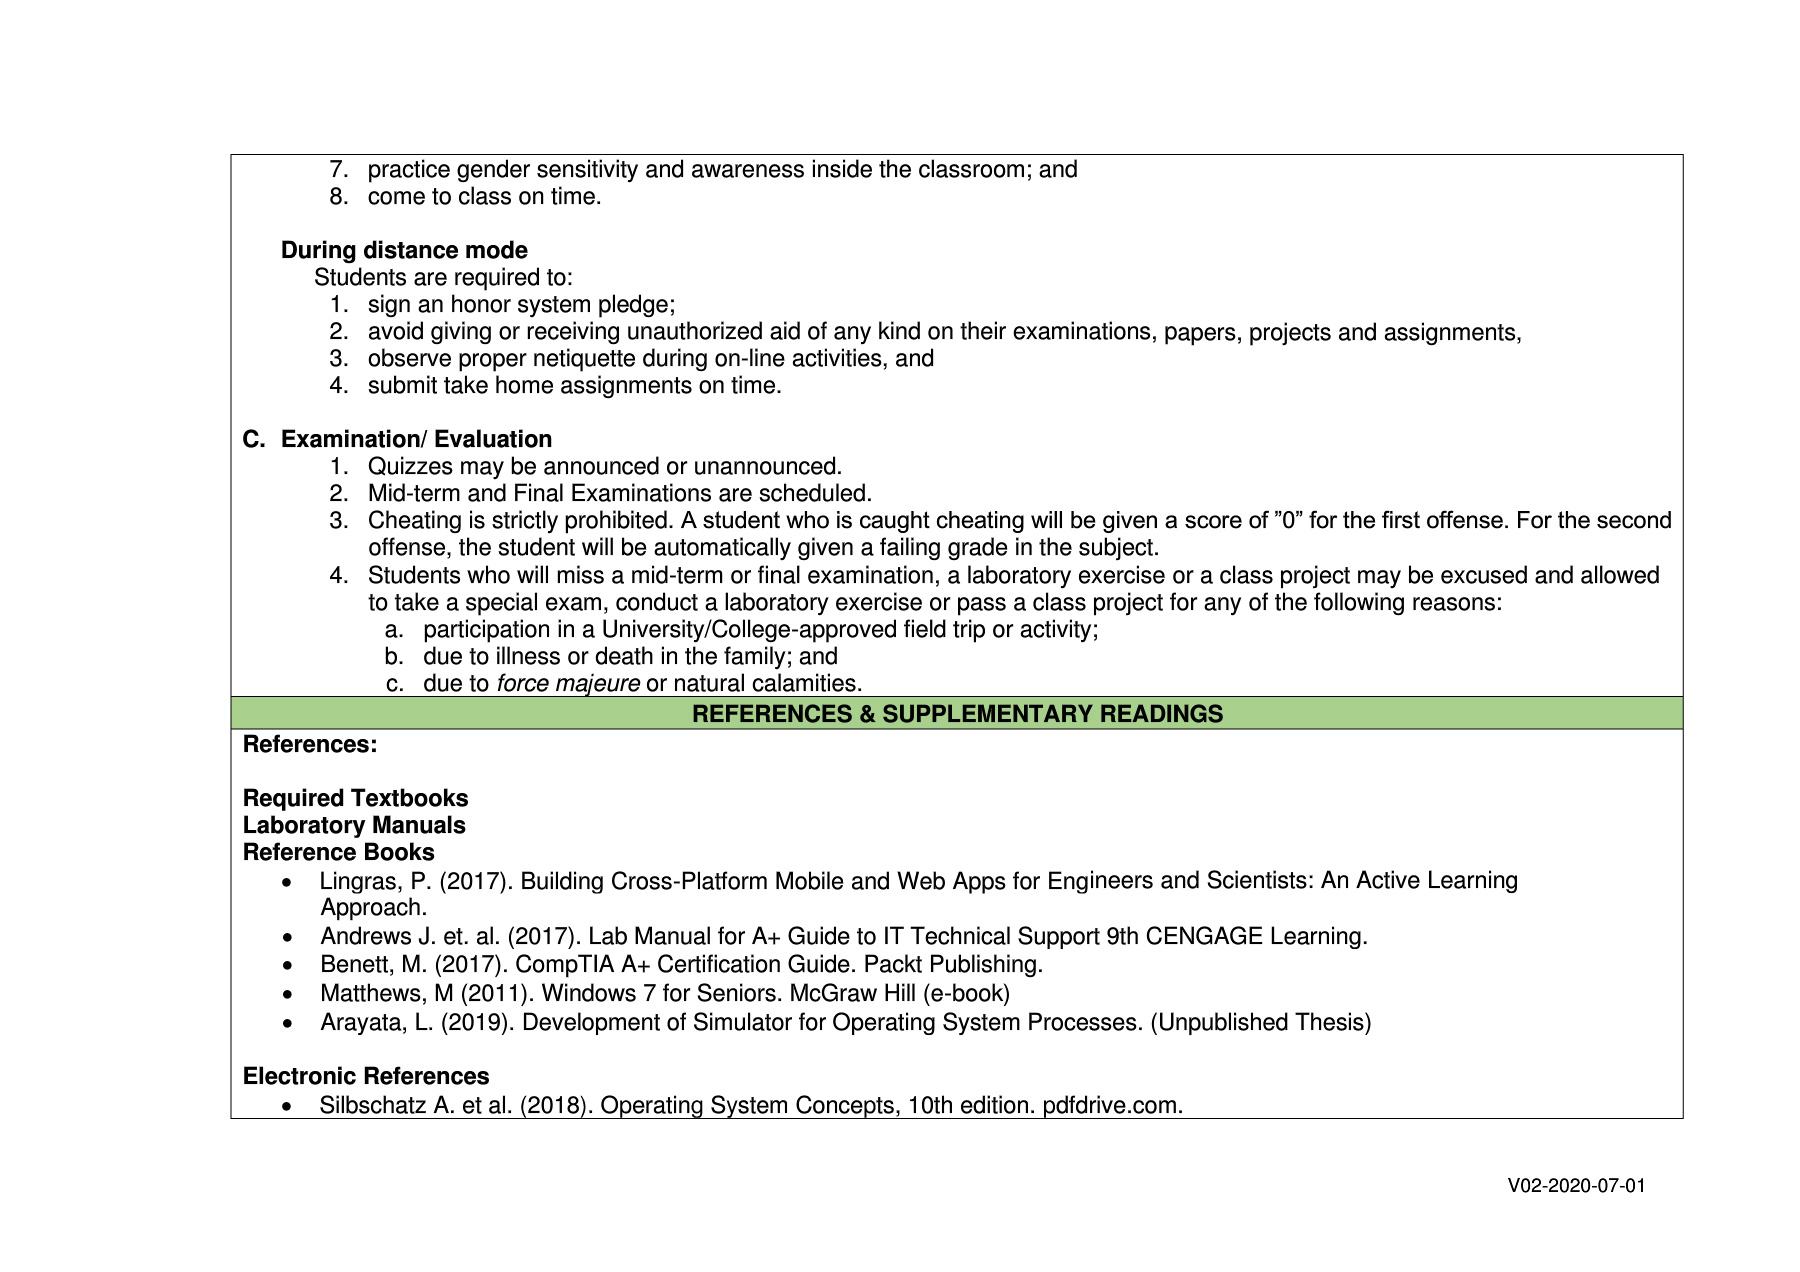 7. practice gender sensitivity and awareness inside the classroom; and
8. come to class on time.
During distance mode
Students are required to:
1. sign an honor system pledge;
2. avoid giving or receiving unauthorized aid of any kind on their examinations, papers, projects and assignments,
3. observe proper netiquette during on-line activities, and
4. submit take home assignments on time.
C. Examination/ Evaluation
1. Quizzes may be announced or unannounced.
2. Mid-term and Final Examinations are scheduled.
3. Cheating is strictly prohibited. A student who is caught cheating will be given a score of ”0” for the first offense. For the second
offense, the student will be automatically given a failing grade in the subject.
4. Students who will miss a mid-term or final examination, a laboratory exercise or a class project may be excused and allowed
to take a special exam, conduct a laboratory exercise or pass a class project for any of the following reasons:
a. participation in a University/College-approved field trip or activity;
b. due to illness or death in the family; and
c. due to force majeure or natural calamities.
REFERENCES & SUPPLEMENTARY READINGS
References:
Required Textbooks
Laboratory Manuals
Reference Books
• Lingras, P. (2017). Building Cross-Platform Mobile and Web Apps for Engineers and Scientists: An Active Learning
Approach.
• Andrews J. et. al. (2017). Lab Manual for A+ Guide to IT Technical Support 9th CENGAGE Learning.
• Benett, M. (2017). CompTIA A+ Certification Guide. Packt Publishing.
• Matthews, M (2011). Windows 7 for Seniors. McGraw Hill (e-book)
• Arayata, L. (2019). Development of Simulator for Operating System Processes. (Unpublished Thesis)
Electronic References
• Silbschatz A. et al. (2018). Operating System Concepts, 10th edition. pdfdrive.com.
V02-2020-07-01